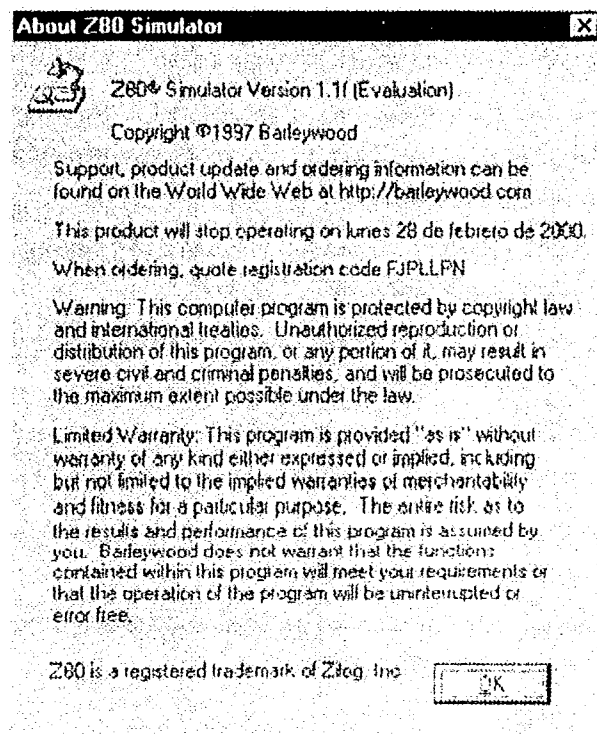 About Z80 Simulator
Z80® Simulator Version 1.1f (Evaluation)
Copyright ©1997 Barleywood
Support, product update and ordering information can be
found on the World Wide Web at http://barleywood.com
This product will stop operating on lunes 28 de febrero de 2000.
When ordering, quote registration code FJPLLPN
Warning: This computer program is protected by copyright law
and international treaties. Unauthorized reproduction or
distribution of this program, or any portion of it, may result in
severe civil and criminal penalties, and will be prosecuted to
the maximum extent possible under the law.
Limited Warranty: This program is provided "as is" without
warranty of any kind either expressed or implied, including
but not limited to the implied warranties of merchantability
and fitness for a particular purpose. The entire risk as to
the results and performance of this program is assumed by
you. Barleywood does not warrant that the functions
contained within this program will meet your requirements or
that the operation of the program will be uninterrupted or
error free.
Z80 is a registered trademark of Zilog Inc
OK